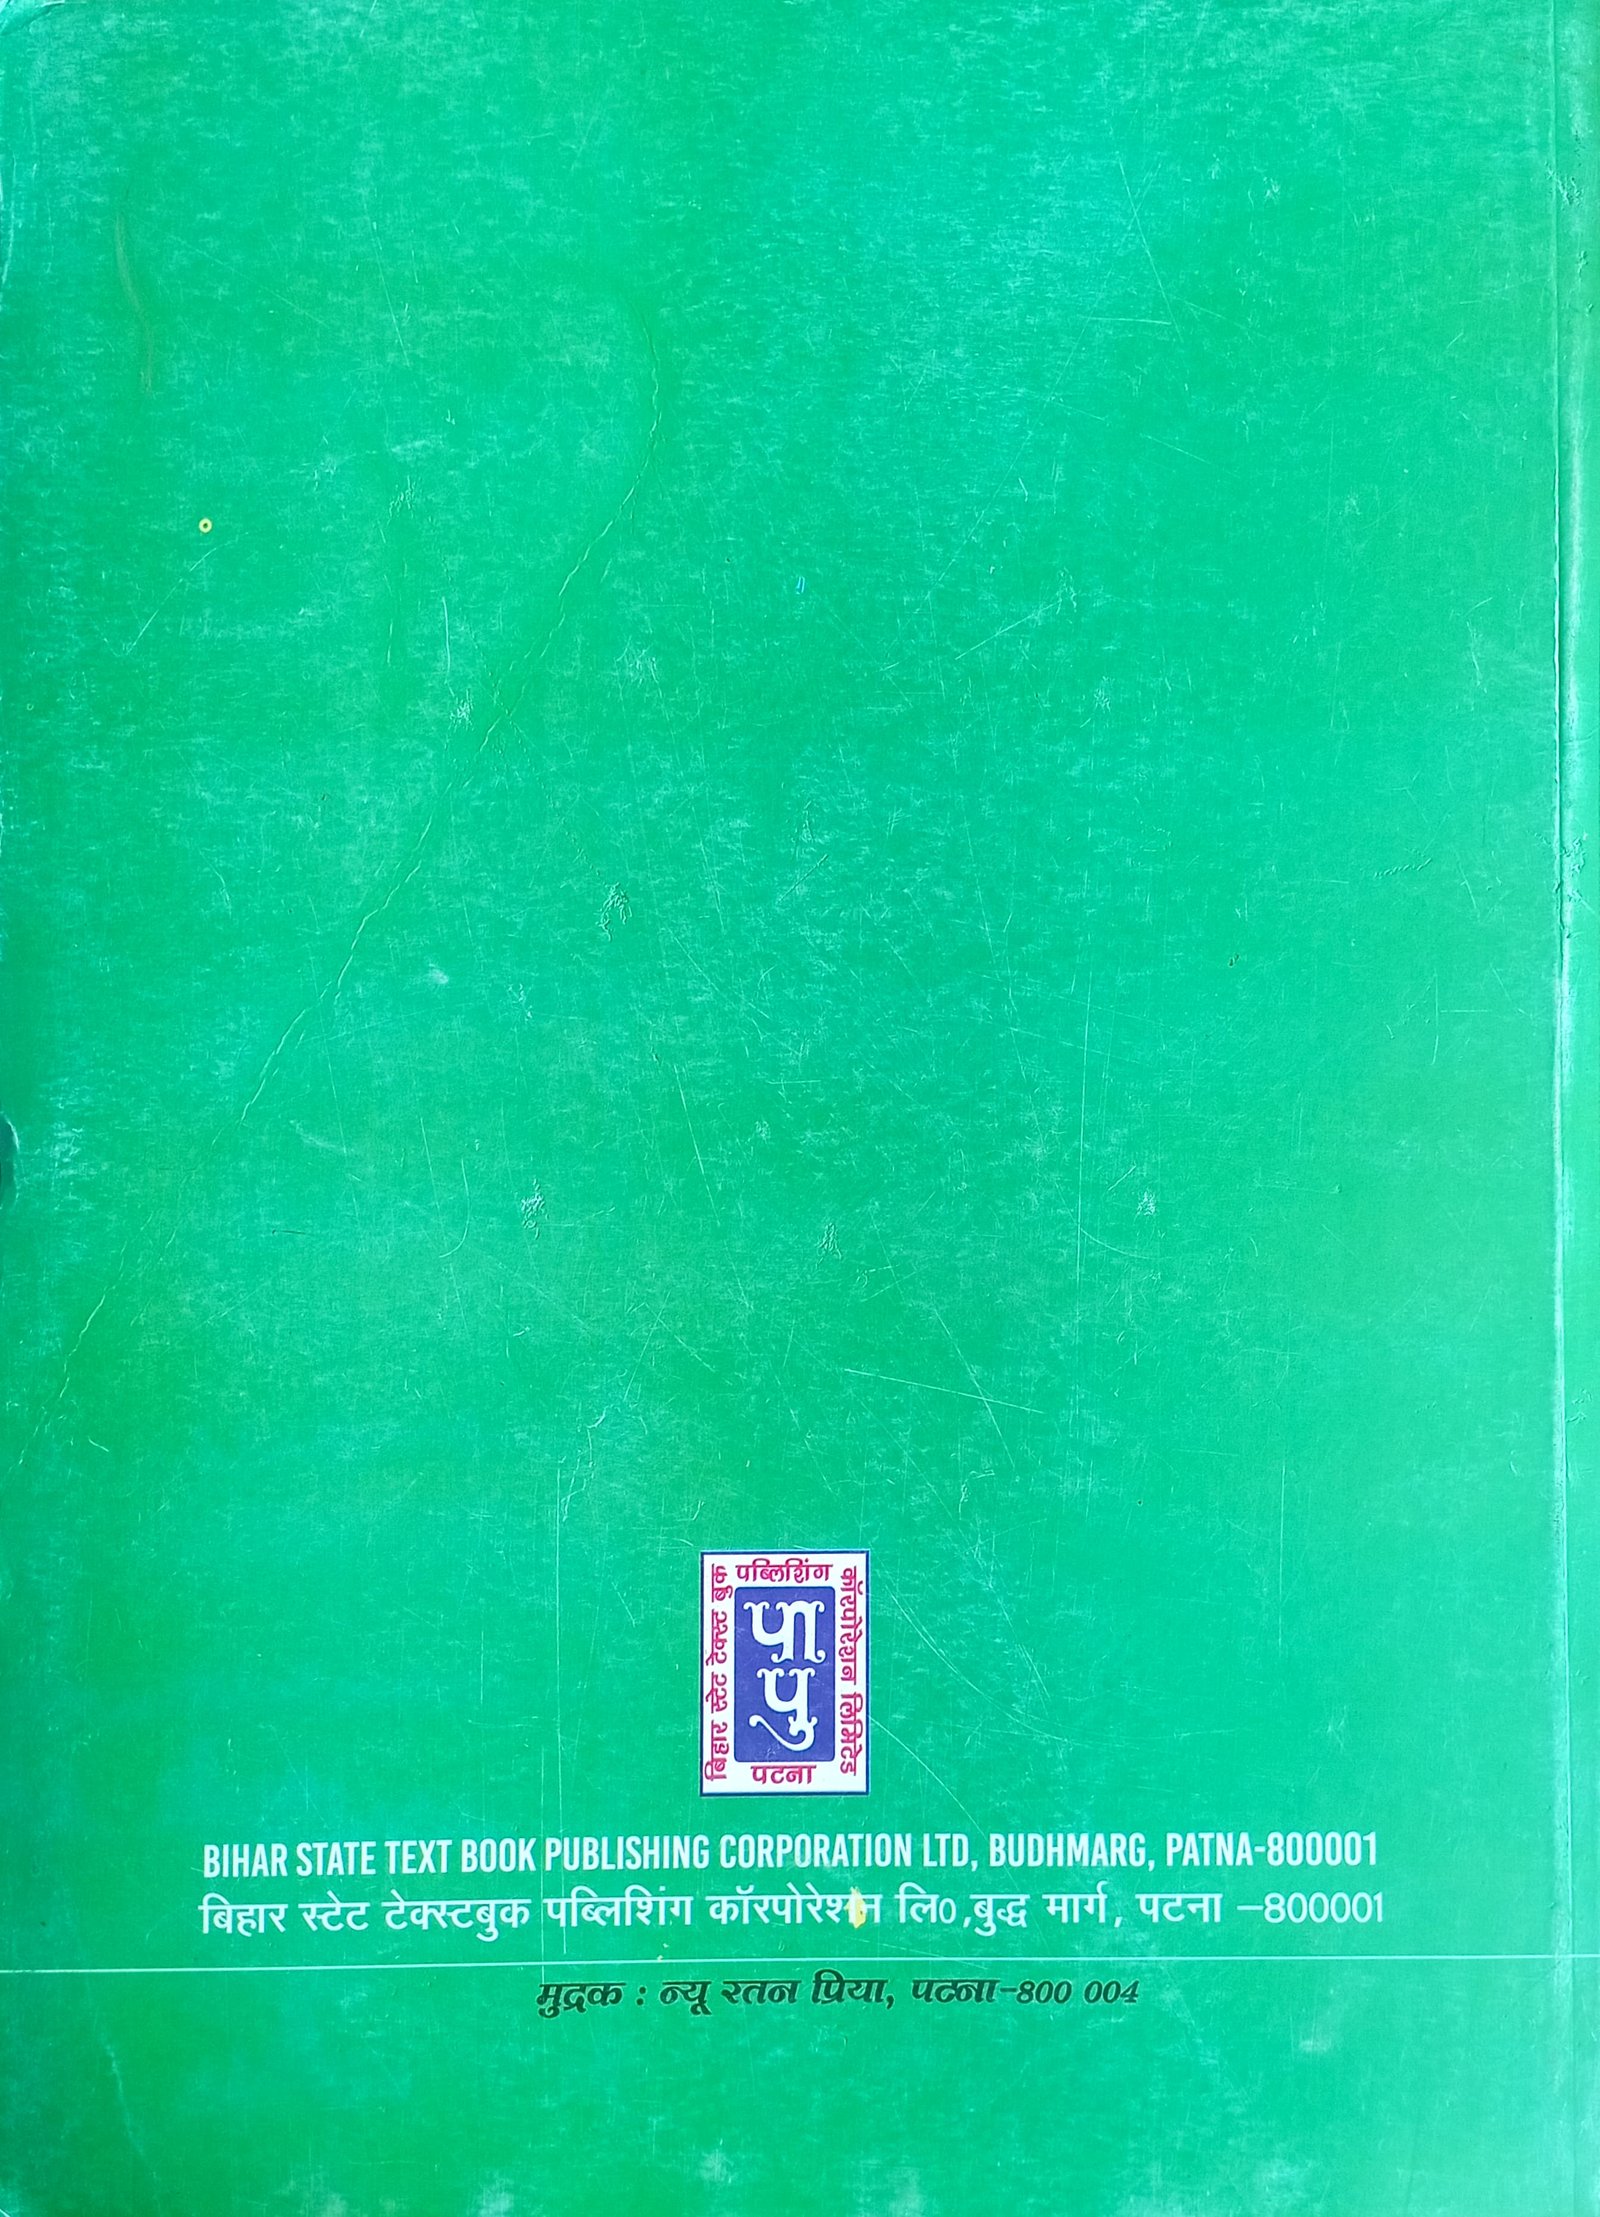 बिहार स्टेट टेक्स्ट बुक
पब्लिशिंग
कॉरपोरेशन लिमिटेड
पा
पु
पटना
BIHAR STATE TEXT BOOK PUBLISHING CORPORATION LTD, BUDHMARG, PATNA-800001
बिहार स्टेट टेक्स्टबुक पब्लिशिंग कॉरपोरेशन लि0,बुद्ध मार्ग, पटना –800001
मुद्रक : न्यू रतन प्रिया, पटना-800 004